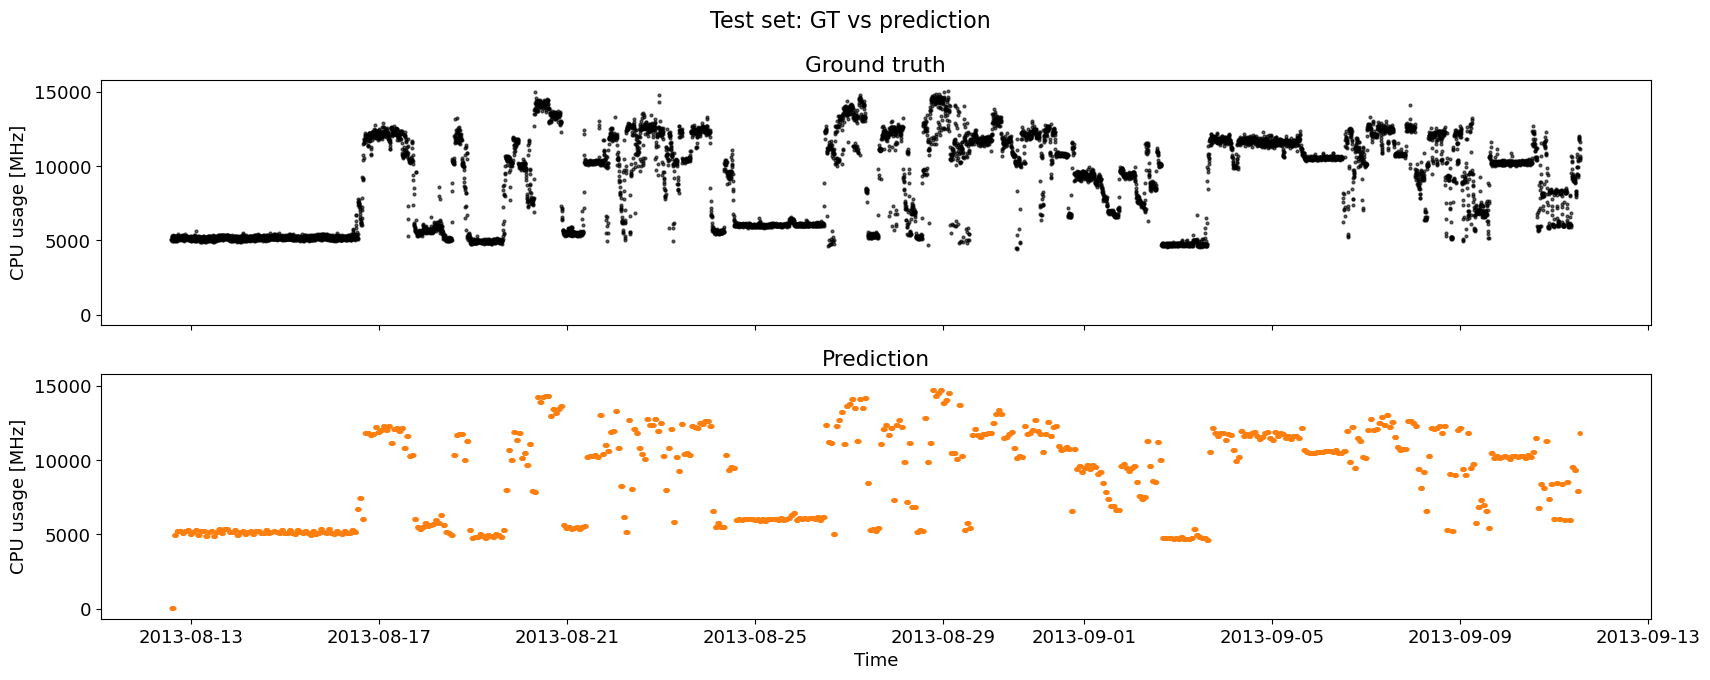 Test set: GT vs prediction
Ground truth
CPU usage [MHz]
15000
10000
5000
0
Prediction
CPU usage [MHz]
15000
10000
5000
0
2013-08-13 2013-08-17 2013-08-21 2013-08-25 2013-08-29 2013-09-01 2013-09-05 2013-09-09 2013-09-13
Time